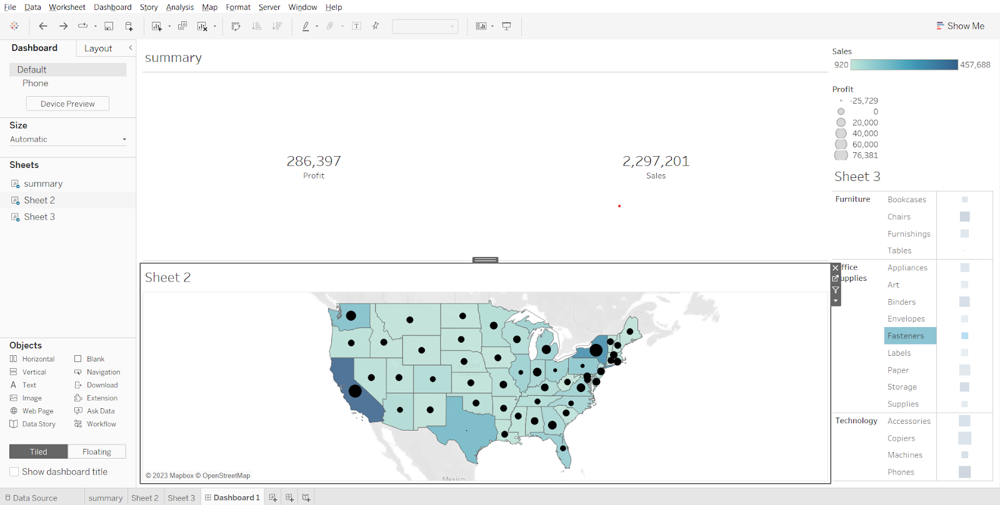 File Data Worksheet Dashboard Story Analysis Map Format Server Window Help
Show Me
Dashboard Layout
Default
Phone
Device Preview
Size
Automatic
Sheets
summary
Sheet 2
Sheet 3
Objects
Horizontal Blank
Vertical Navigation
Text Download
Image Extension
Web Page Ask Data
Data Story Workflow
Tiled Floating
Show dashboard title
summary
286,397
Profit
2,297,201
Sales
Sheet 2
© 2023 Mapbox © OpenStreetMap
Mexico
Sales
920 457,688
Profit
-25,729
0
20,000
40,000
60,000
76,381
Sheet 3
Furniture Bookcases
Chairs
Furnishings
Tables
ffice Appliances
upplies
Art
Binders
Envelopes
Fasteners
Labels
Paper
Storage
Supplies
Technology Accessories
Copiers
Machines
Phones
Data Source summary Sheet 2 Sheet 3 Dashboard 1